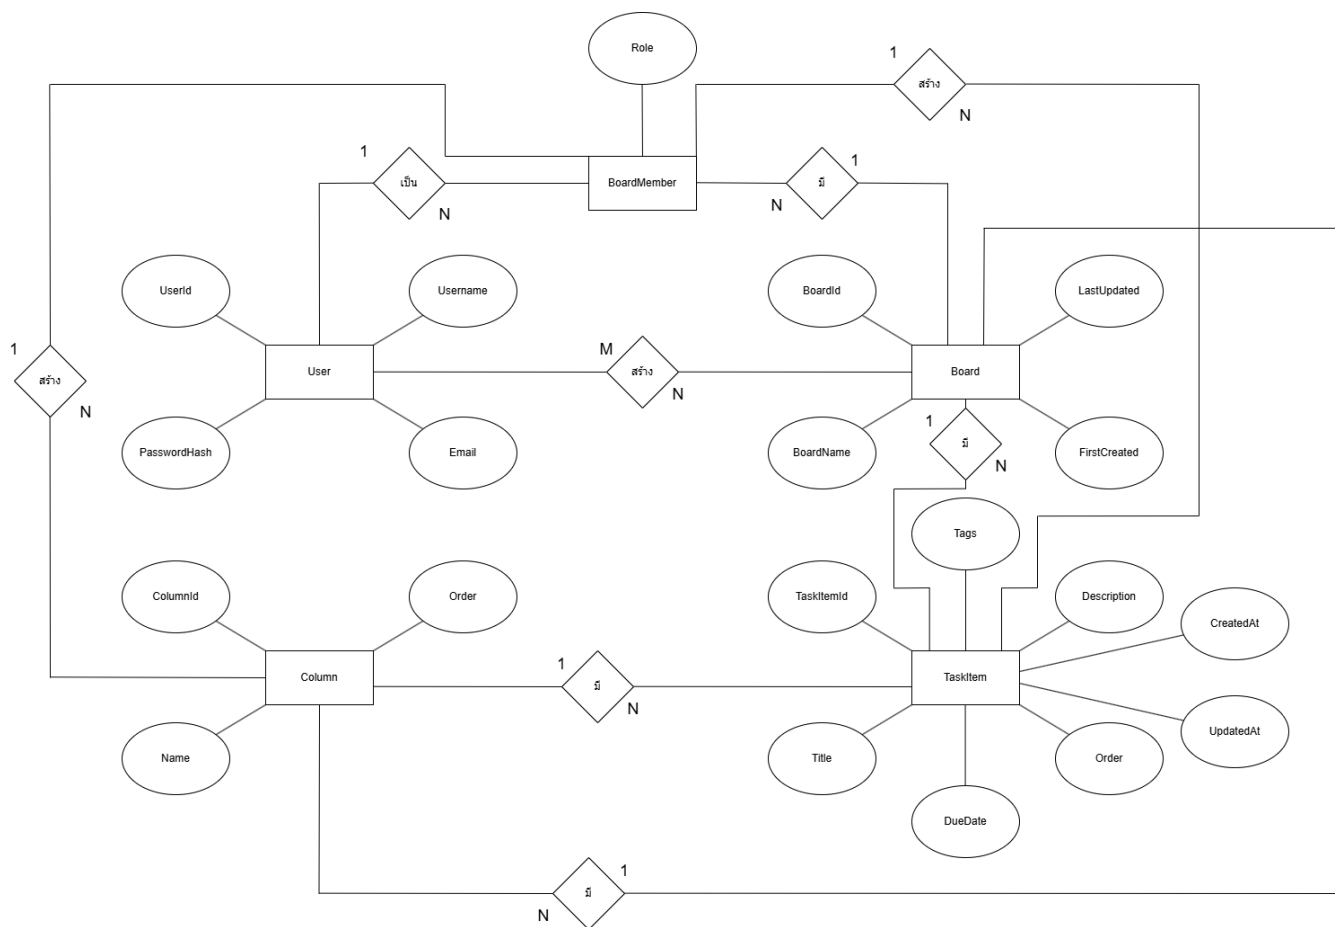 Role
1
สร้าง
N
1
เป็น
N
BoardMember
N
มี
1
UserId
Username
BoardId
LastUpdated
1
สร้าง
N
User
M
สร้าง
N
Board
PasswordHash
Email
BoardName
1
มี
N
FirstCreated
Tags
ColumnId
Order
TaskItemId
Description
CreatedAt
Column
1
มี
N
TaskItem
UpdatedAt
Name
Title
Order
DueDate
N
มี
1